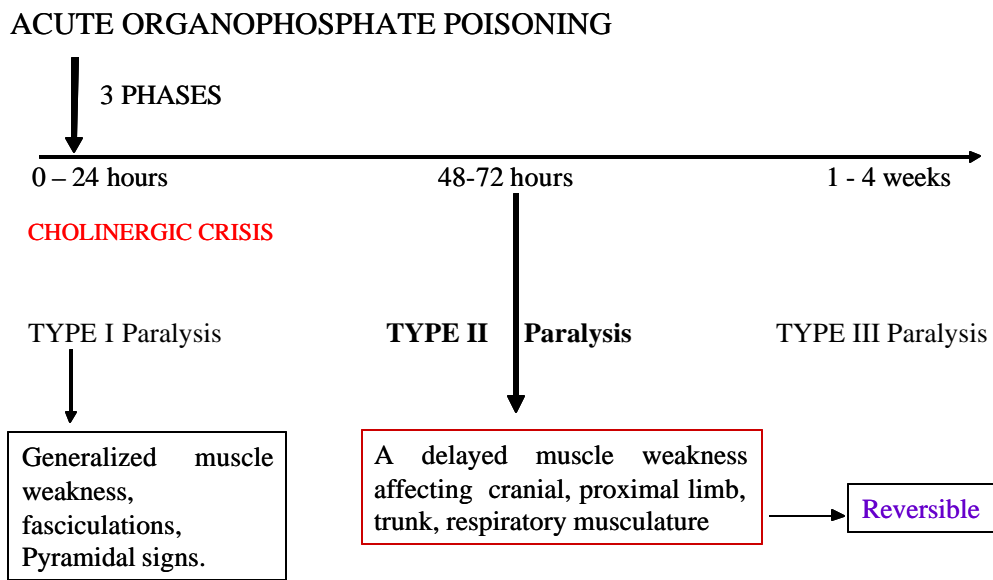 ACUTE ORGANOPHOSPHATE POISONING
3 PHASES
0 – 24 hours
48-72 hours
1 - 4 weeks
CHOLINERGIC CRISIS
TYPE I Paralysis
TYPE II Paralysis
TYPE III Paralysis
Generalized muscle
weakness,
fasciculations,
Pyramidal signs.
A delayed muscle weakness
affecting cranial, proximal limb,
trunk, respiratory musculature
Reversible